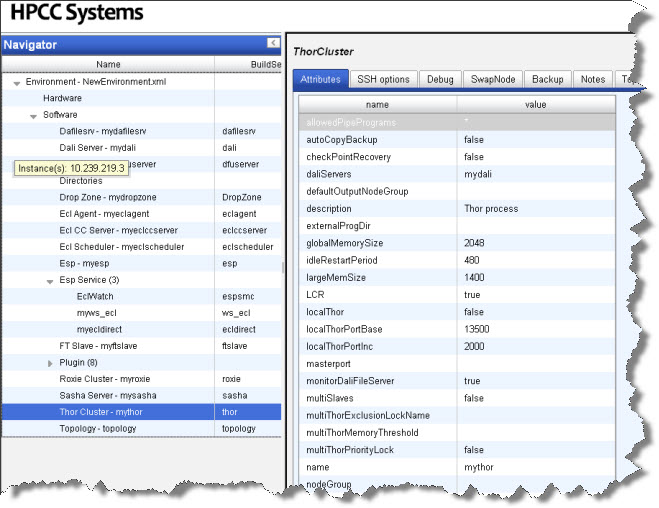 HPCC Systems
Navigator
Name BuildSe
Environment - NewEnvironment.xml
Hardware
Software
Dafilesrv - mydafilesrv dafilesrv
Dali Server - mydali dali
userver dfuserver
Instance(s): 10.239.219.3
Directories
Drop Zone - mydropzone DropZone
Ecl Agent - myeclagent eclagent
Ecl CC Server - myeclccserver eclccserver
Ecl Scheduler - myeclscheduler eclscheduler
Esp - myesp esp
Esp Service (3)
EclWatch espsmc
myws_ecl ws_ecl
myecldirect ecldirect
FT Slave - myftslave ftslave
Plugin (8)
Roxie Cluster - myroxie roxie
Sasha Server - mysasha sasha
Thor Cluster - mythor thor
Topology - topology topology
ThorCluster
Attributes SSH options Debug SwapNode Backup Notes
name value
allowedPipePrograms *
autoCopyBackup false
checkPointRecovery false
daliServers mydali
defaultOutputNodeGroup
description Thor process
externalProgDir
globalMemorySize 2048
idleRestartPeriod 480
largeMemSize 1400
LCR true
localThor false
localThorPortBase 13500
localThorPortInc 2000
masterport
monitorDaliFileServer true
multiSlaves false
multiThorExclusionLockName
multiThorMemoryThreshold
multiThorPriorityLock false
name mythor
nodeGroup